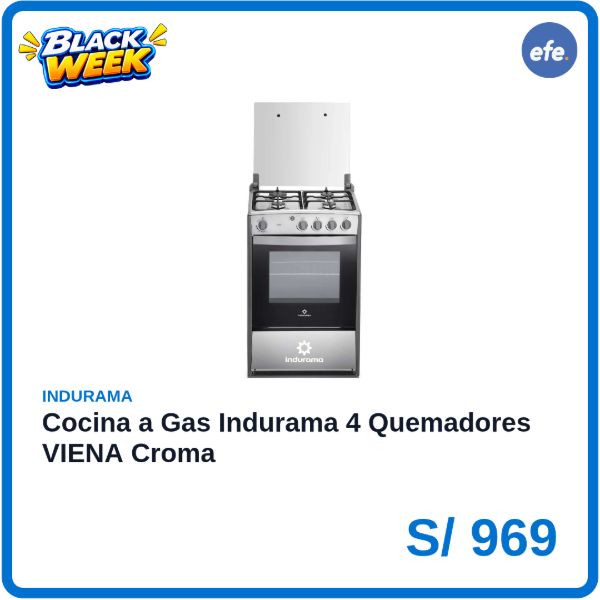 BLACK
WEEK
efe.
indurama
INDURAMA
Cocina a Gas Indurama 4 Quemadores
VIENA Croma
S/ 969